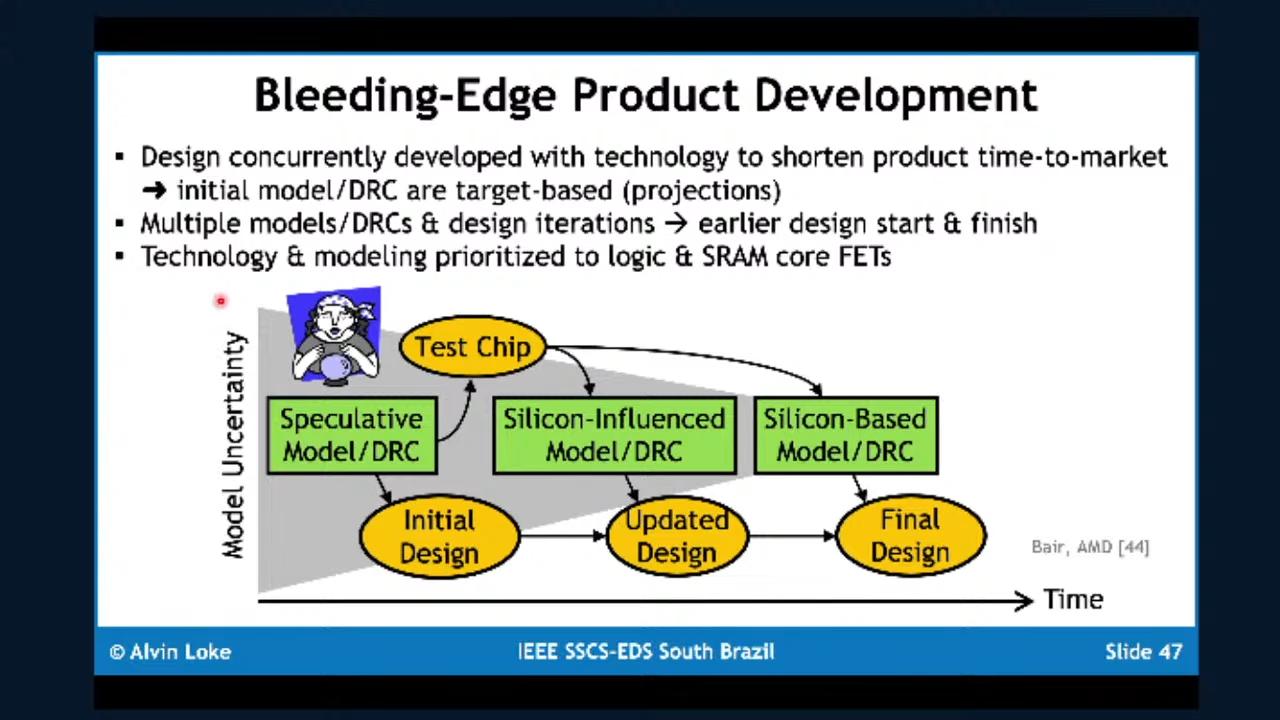 Bleeding-Edge Product Development
▪ Design concurrently developed with technology to shorten product time-to-market
➔ initial model/DRC are target-based (projections)
▪ Multiple models/DRCs & design iterations → earlier design start & finish
▪ Technology & modeling prioritized to logic & SRAM core FETs
Model Uncertainty
Test Chip
Speculative
Model/DRC
Silicon-Influenced
Model/DRC
Silicon-Based
Model/DRC
Initial
Design
Updated
Design
Final
Design
Bair, AMD [44]
Time
© Alvin Loke
IEEE SSCS-EDS South Brazil
Slide 47